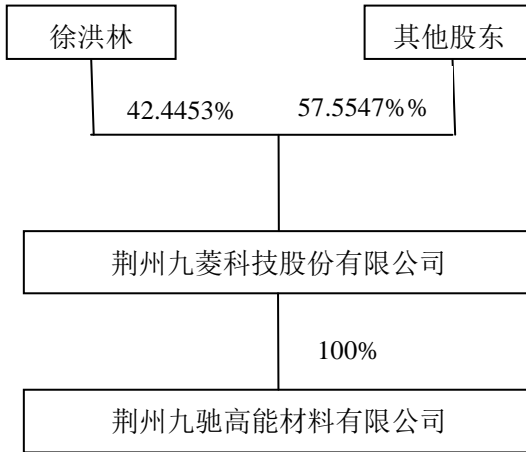 徐洪林
其他股东
42.4453%
57.5547%%
荆州九菱科技股份有限公司
100%
荆州九驰高能材料有限公司